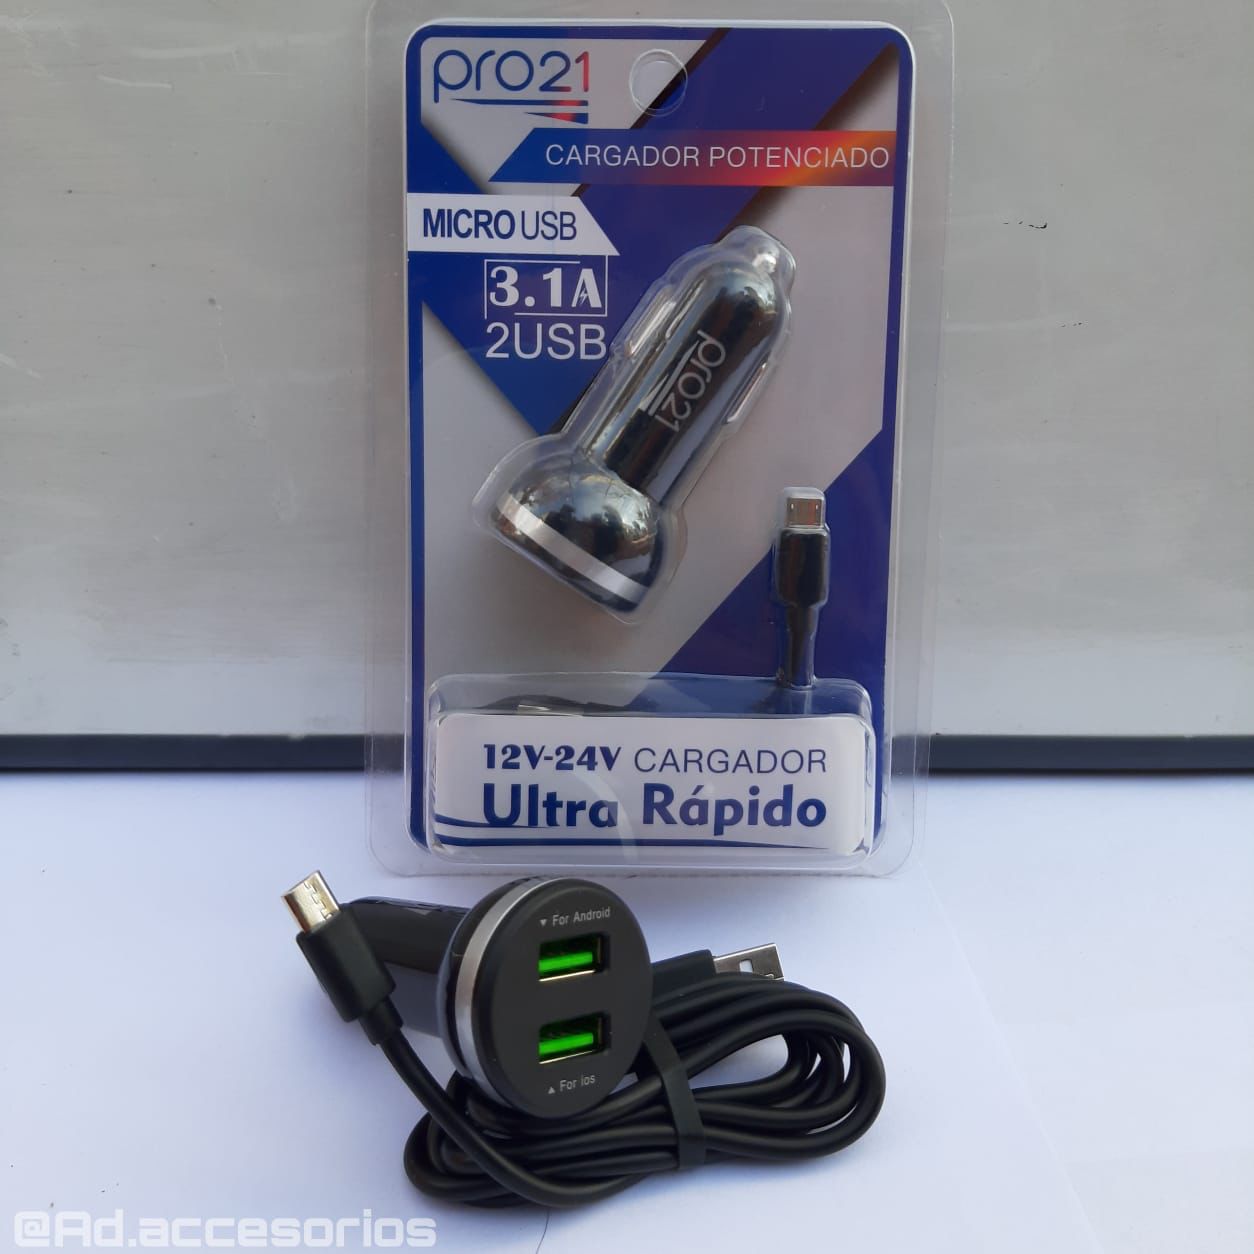 pro21
CARGADOR POTENCIADO
MICRO USB
3.1A
2USB
pro21
12V-24V CARGADOR
Ultra Rápido
▼ For Android
▲ For ios
@Ad.accesorios